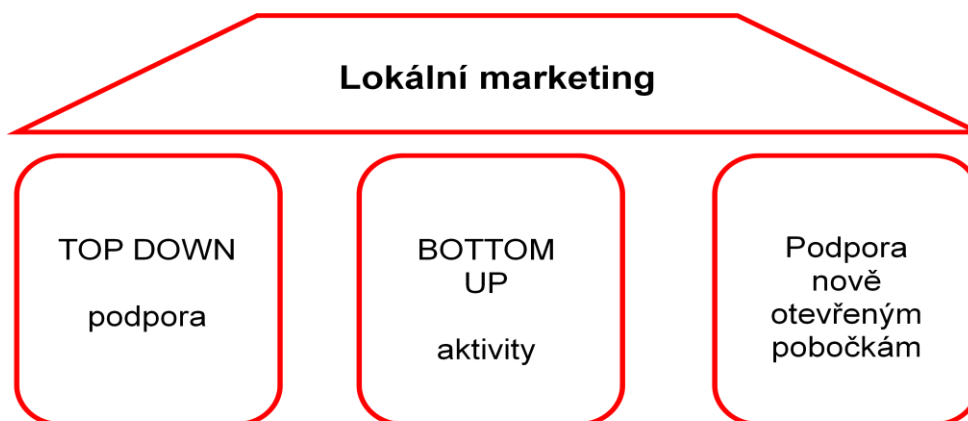 Lokální marketing
TOP DOWN
podpora
BOTTOM
UP
aktivity
Podpora
nově
otevřeným
pobočkám